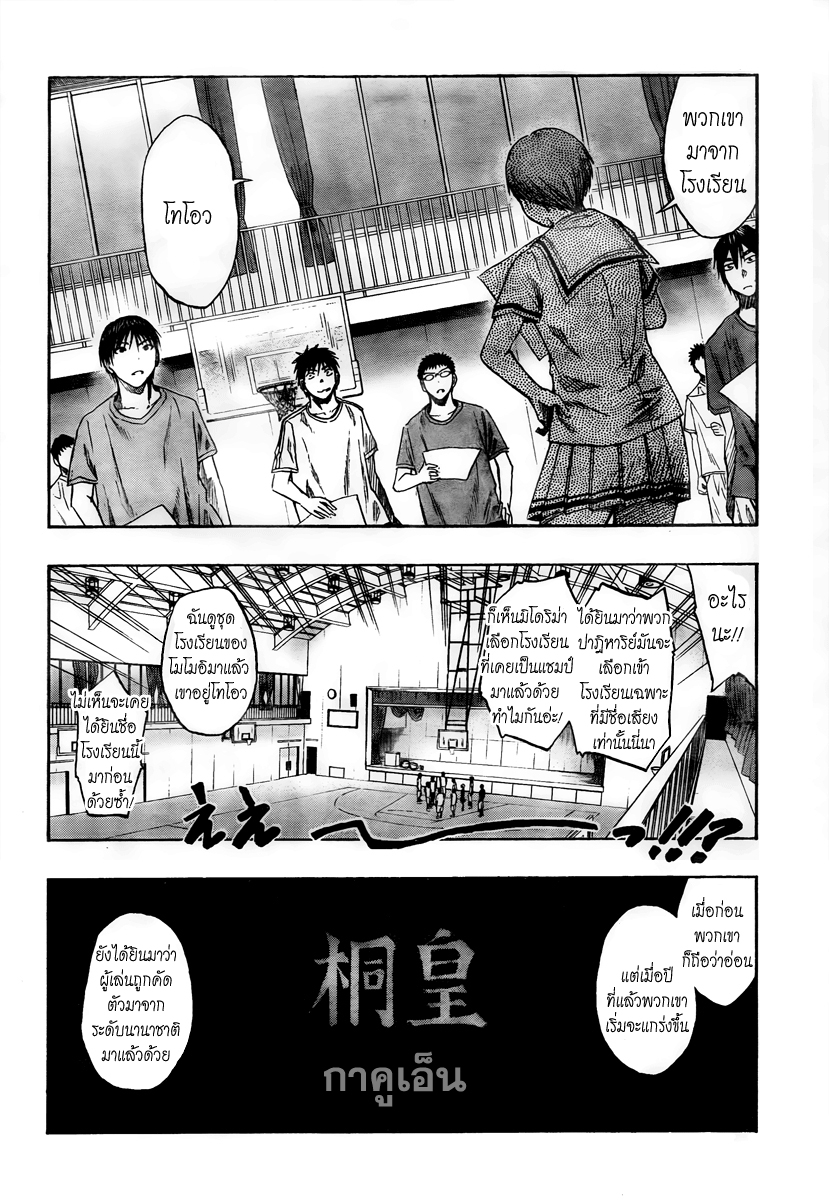 พวกเขา
มาจาก
โรงเรียน
โทโอว
อะไร
นะ!!
ได้ยินมาว่าพวก
ปาฏิหาริย์มันจะ
เลือกเข้า
โรงเรียนเฉพาะ
ที่มีชื่อเสียง
เท่านั้นนี่นา
ก็เห็นมิโดริม่า
เลือกโรงเรียน
ที่เคยเป็นแชมป์
มาแล้วด้วย
ทำไมกันอ่ะ!
ฉันดูชุด
โรงเรียนของ
โมโมอิมาแล้ว
เขาอยู่โทโอว
ไม่เห็นจะเคย
ได้ยินชื่อ
โรงเรียนนี้
มาก่อน
ด้วยซ้ำ!
ええ〜っ!!!?
เมื่อก่อน
พวกเขา
ก็ถือว่าอ่อน
แต่เมื่อปี
ที่แล้วพวกเขา
เริ่มจะแกร่งขึ้น
桐皇
กาคูเอ็น
ยังได้ยินมาว่า
ผู้เล่นถูกคัด
ตัวมาจาก
ระดับนานาชาติ
มาแล้วด้วย